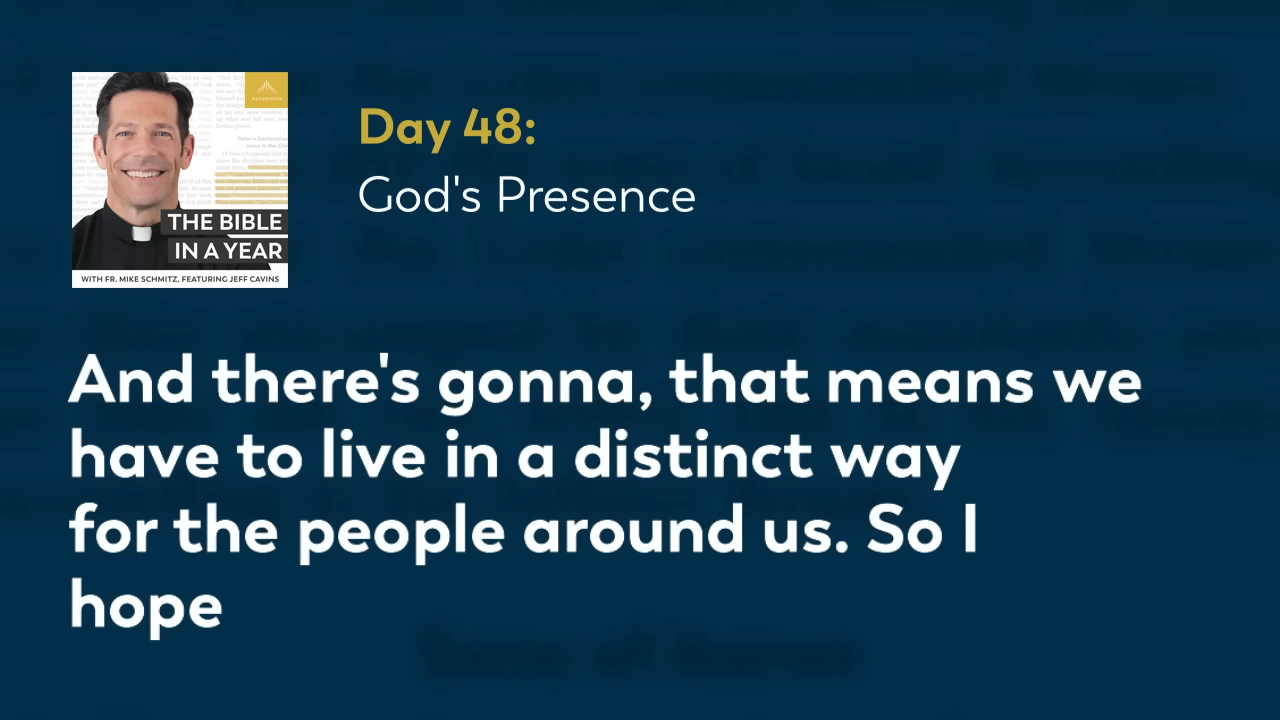 Day 48:
God's Presence
THE BIBLE
IN A YEAR
WITH FR. MIKE SCHMITZ, FEATURING JEFF CAVINS
And there's gonna, that means we
have to live in a distinct way
for the people around us. So I
hope